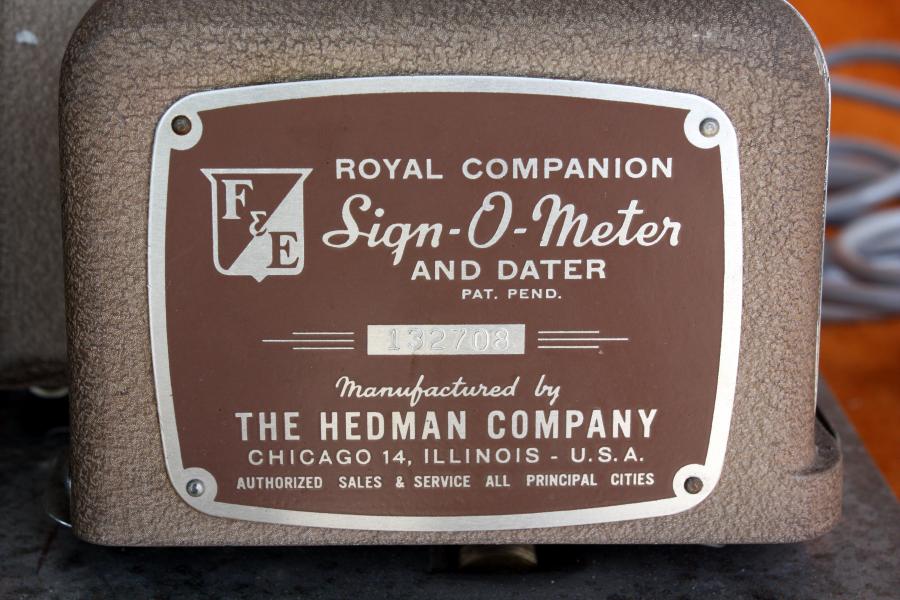 F & E
ROYAL COMPANION
Sign-O-Meter
AND DATER
PAT. PEND.
132708
Manufactured by
THE HEDMAN COMPANY
CHICAGO 14, ILLINOIS - U.S.A.
AUTHORIZED SALES & SERVICE ALL PRINCIPAL CITIES